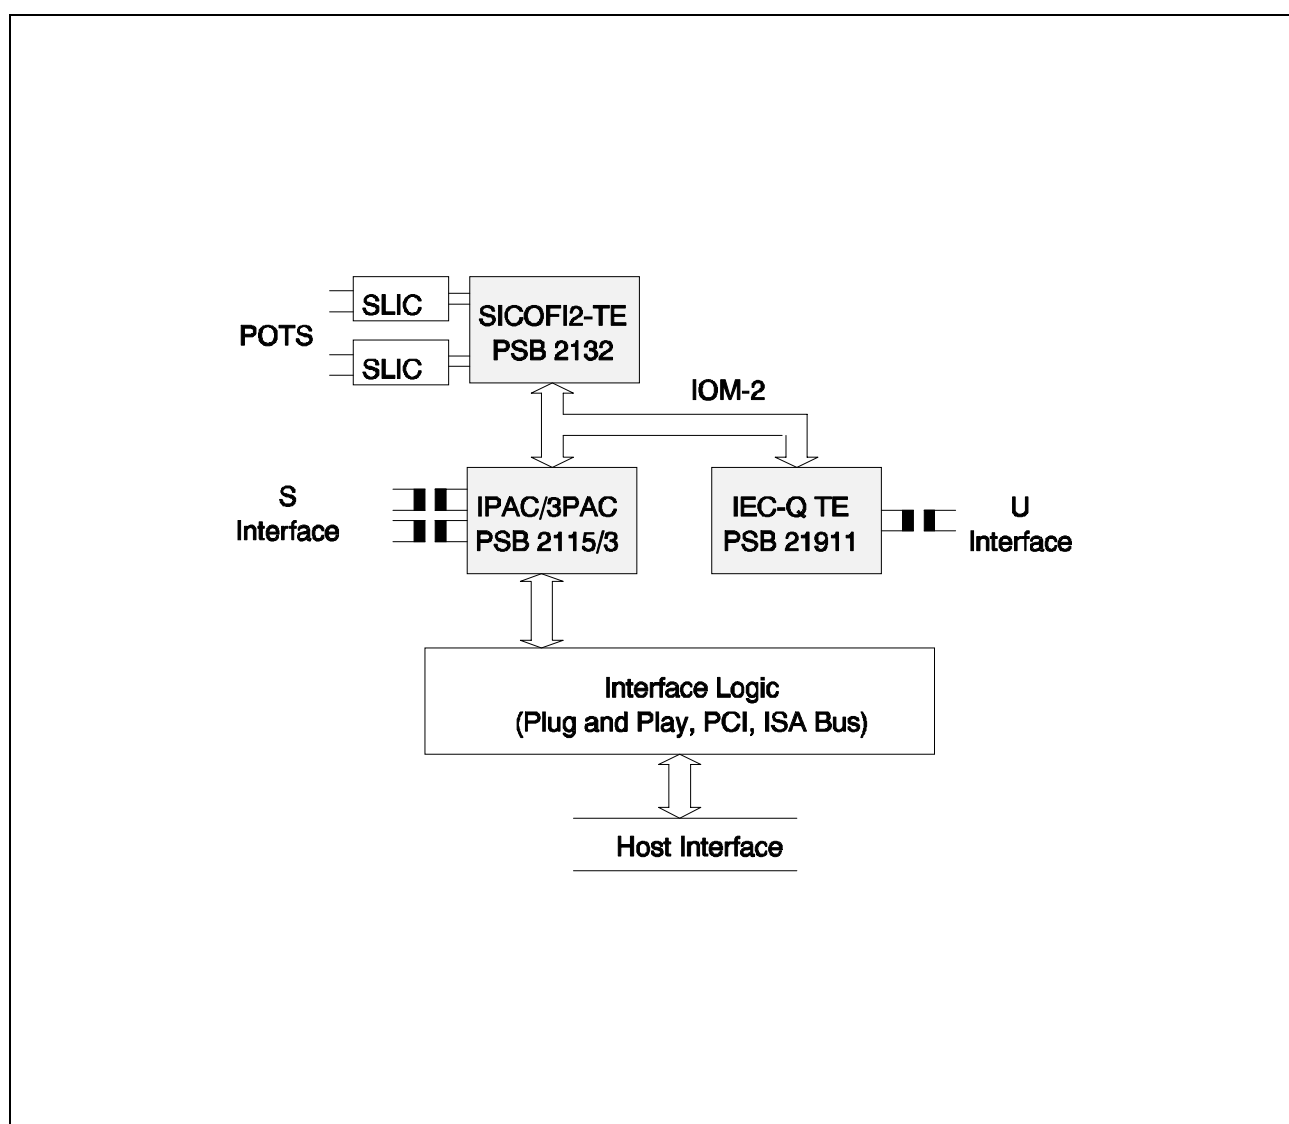 SLIC
SICOFI2-TE
PSB 2132
POTS
SLIC
IOM-2
S
Interface
IPAC/3PAC
PSB 2115/3
IEC-Q TE
PSB 21911
U
Interface
Interface Logic
(Plug and Play, PCI, ISA Bus)
Host Interface